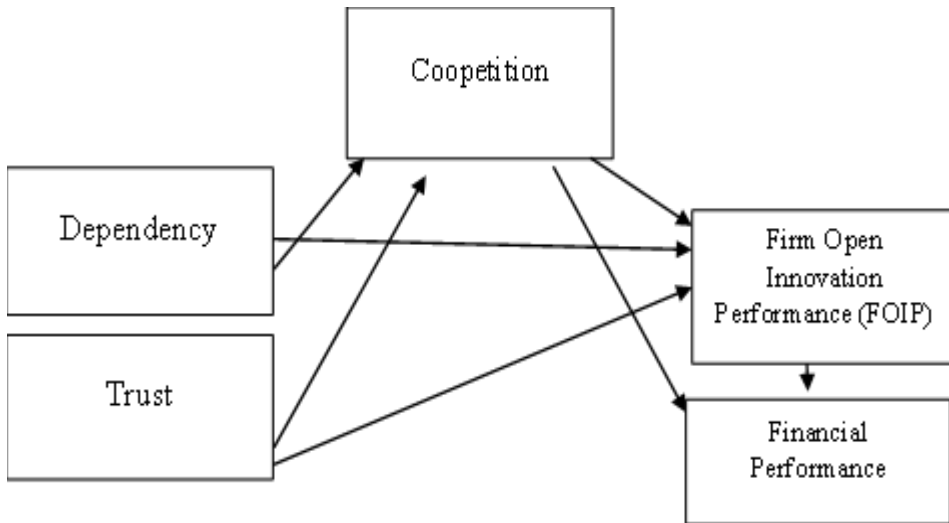 Coopetition
Dependency
Firm Open
Innovation
Performance (FOIP)
Trust
Financial
Performance